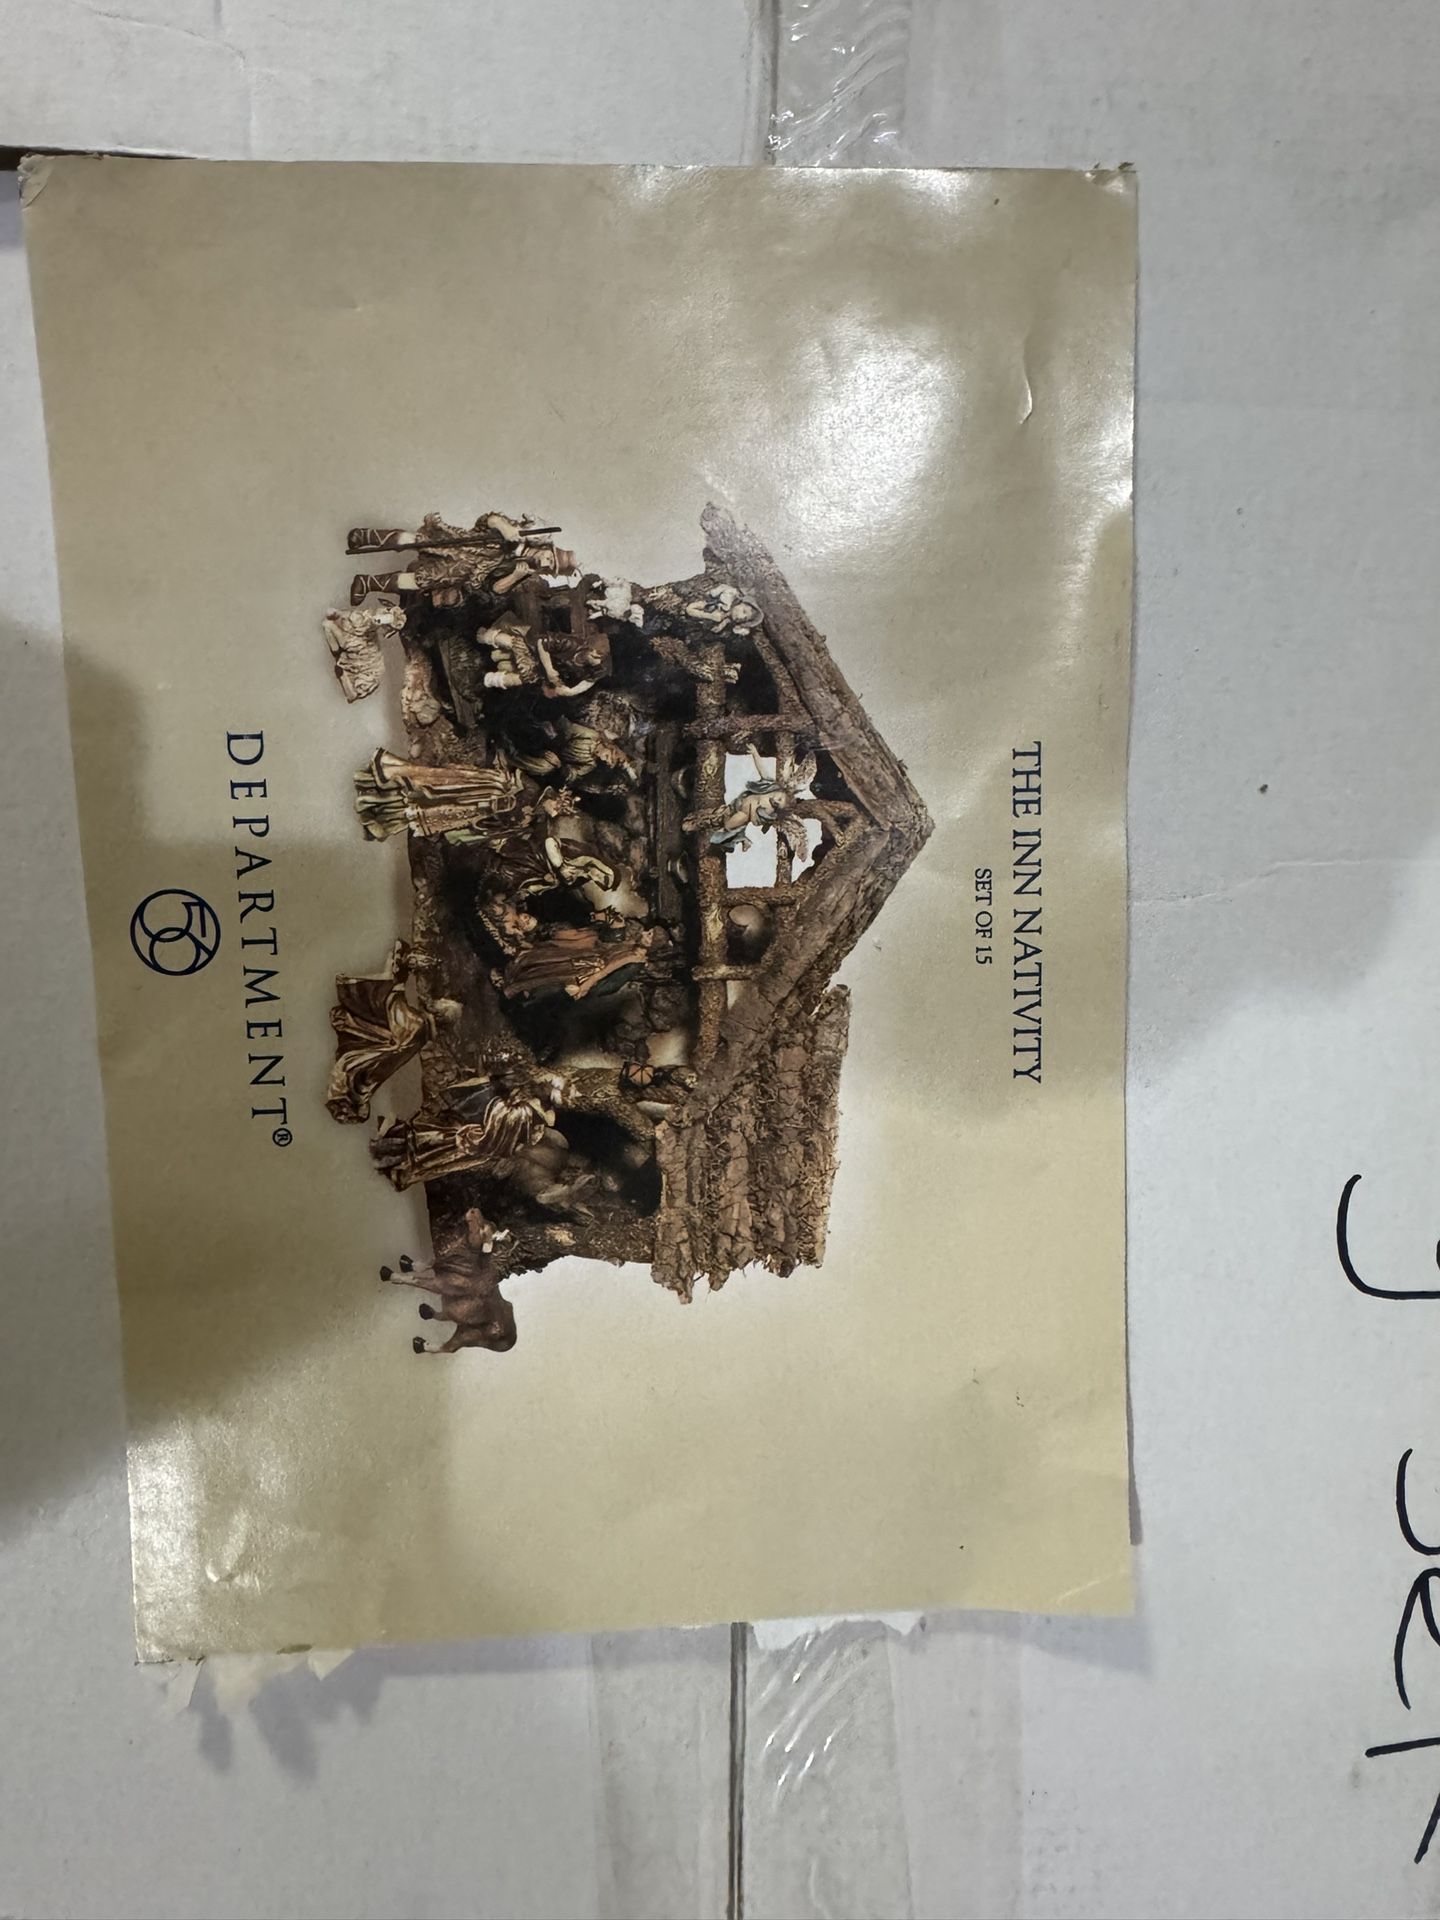 THE INN NATIVITY
SET OF 15
DEPARTMENT®
56